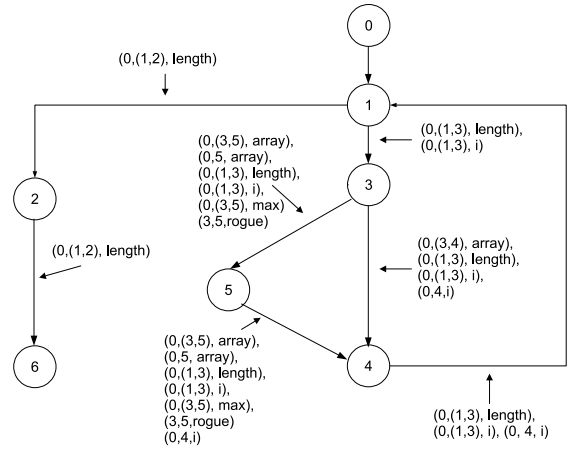 0
(0,(1,2), length)
1
(0,(1,3), length),
(0,(1,3), i)
(0,(3,5), array),
(0,5, array),
(0,(1,3), length),
(0,(1,3), i),
(0,(3,5), max)
(3,5,rogue)
3
2
(0,(3,4), array),
(0,(1,3), length),
(0,(1,3), i),
(0,4,i)
(0,(1,2), length)
5
(0,(3,5), array),
(0,5, array),
(0,(1,3), length),
(0,(1,3), i),
(0,(3,5), max),
(3,5,rogue)
(0,4,i)
6
4
(0,(1,3), length),
(0,(1,3), i), (0, 4, i)